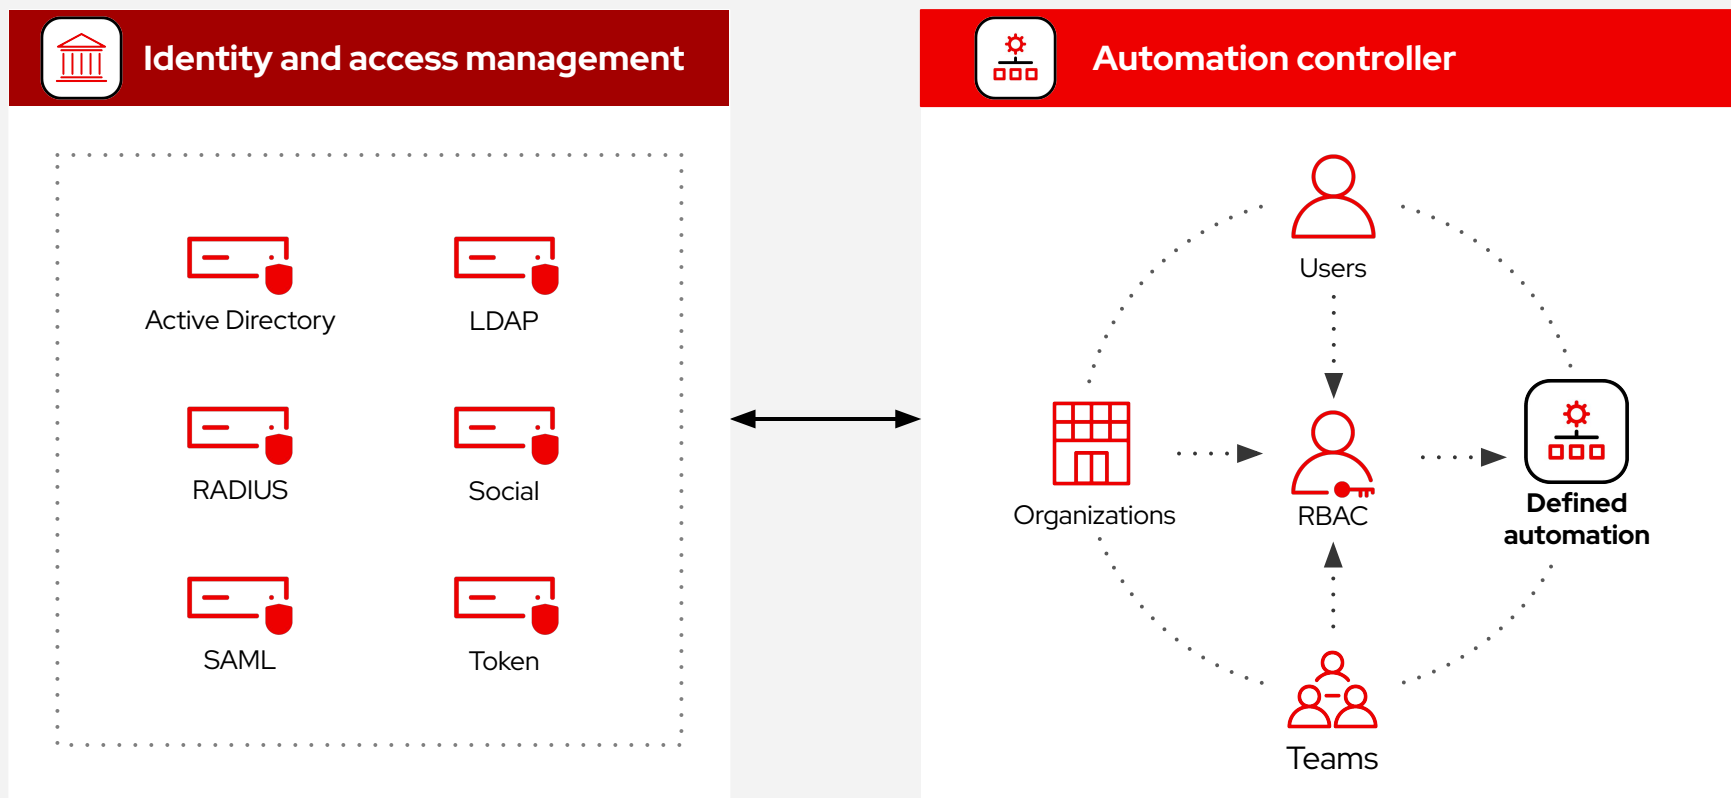 Identity and access management
Automation controller
Active Directory
LDAP
RADIUS
Social
SAML
Token
Users
Organizations
RBAC
Defined
automation
Teams